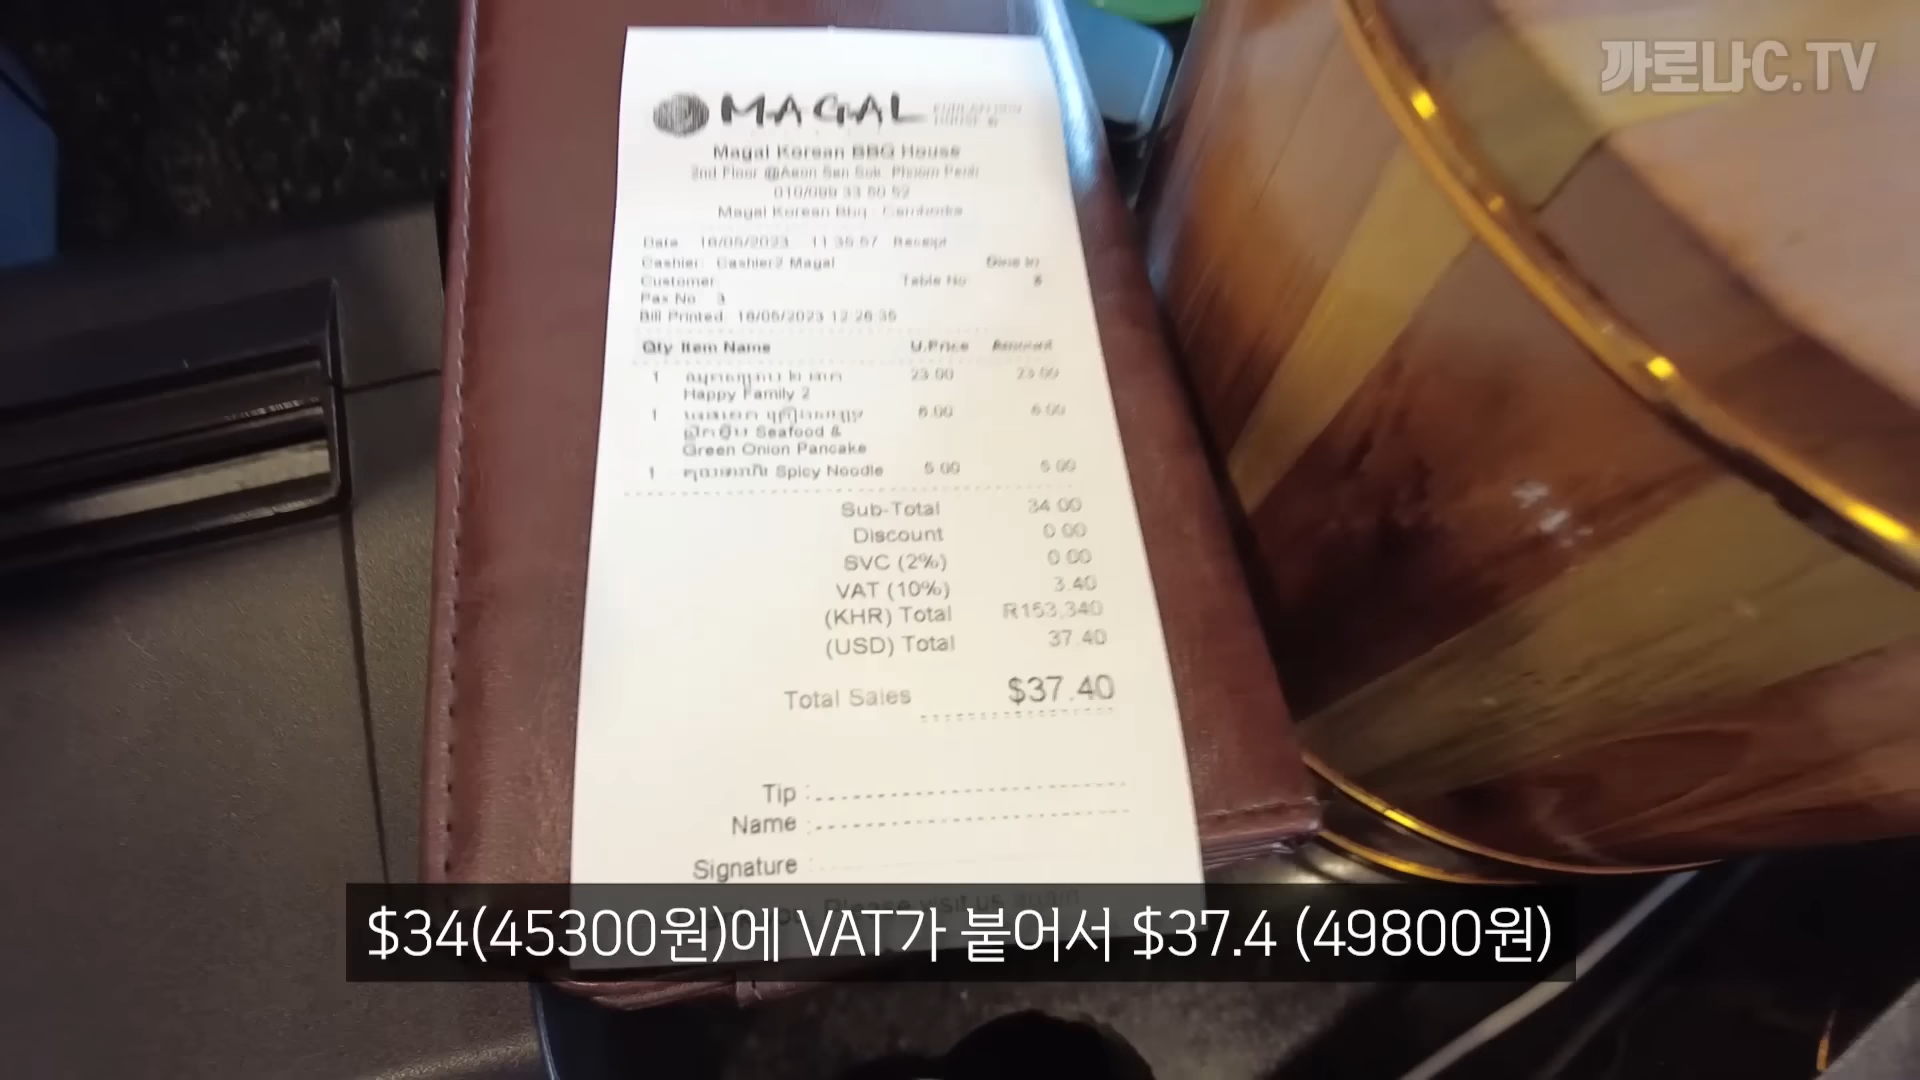 까로나C.TV
MAGAL
Magal Korean BBQ House
2nd Floor @Aeon Sen Sok, Phnom Penh
010/099 33 50 52
Magal Korean Bbq - Cambodia
Date 16/05/2023 11:35:57 Receipt
Cashier: Cashier2 Magal Dine In
Customer Table No
Pax No 3
Bill Printed: 16/05/2023 12:26:35
Qty Item Name U.Price Amount
1 23.00 23.00
Happy Family 2
1 6.00 6.00
Seafood &
Green Onion Pancake
1 Spicy Noodle 5.00 5.00
Sub-Total 34.00
Discount 0.00
SVC (2%) 0.00
VAT (10%) 3.40
(KHR) Total R153,340
(USD) Total 37.40
Total Sales $37.40
Tip :
Name :
Signature :
Please visit us again
$34(45300원)에 VAT가 붙어서 $37.4 (49800원)